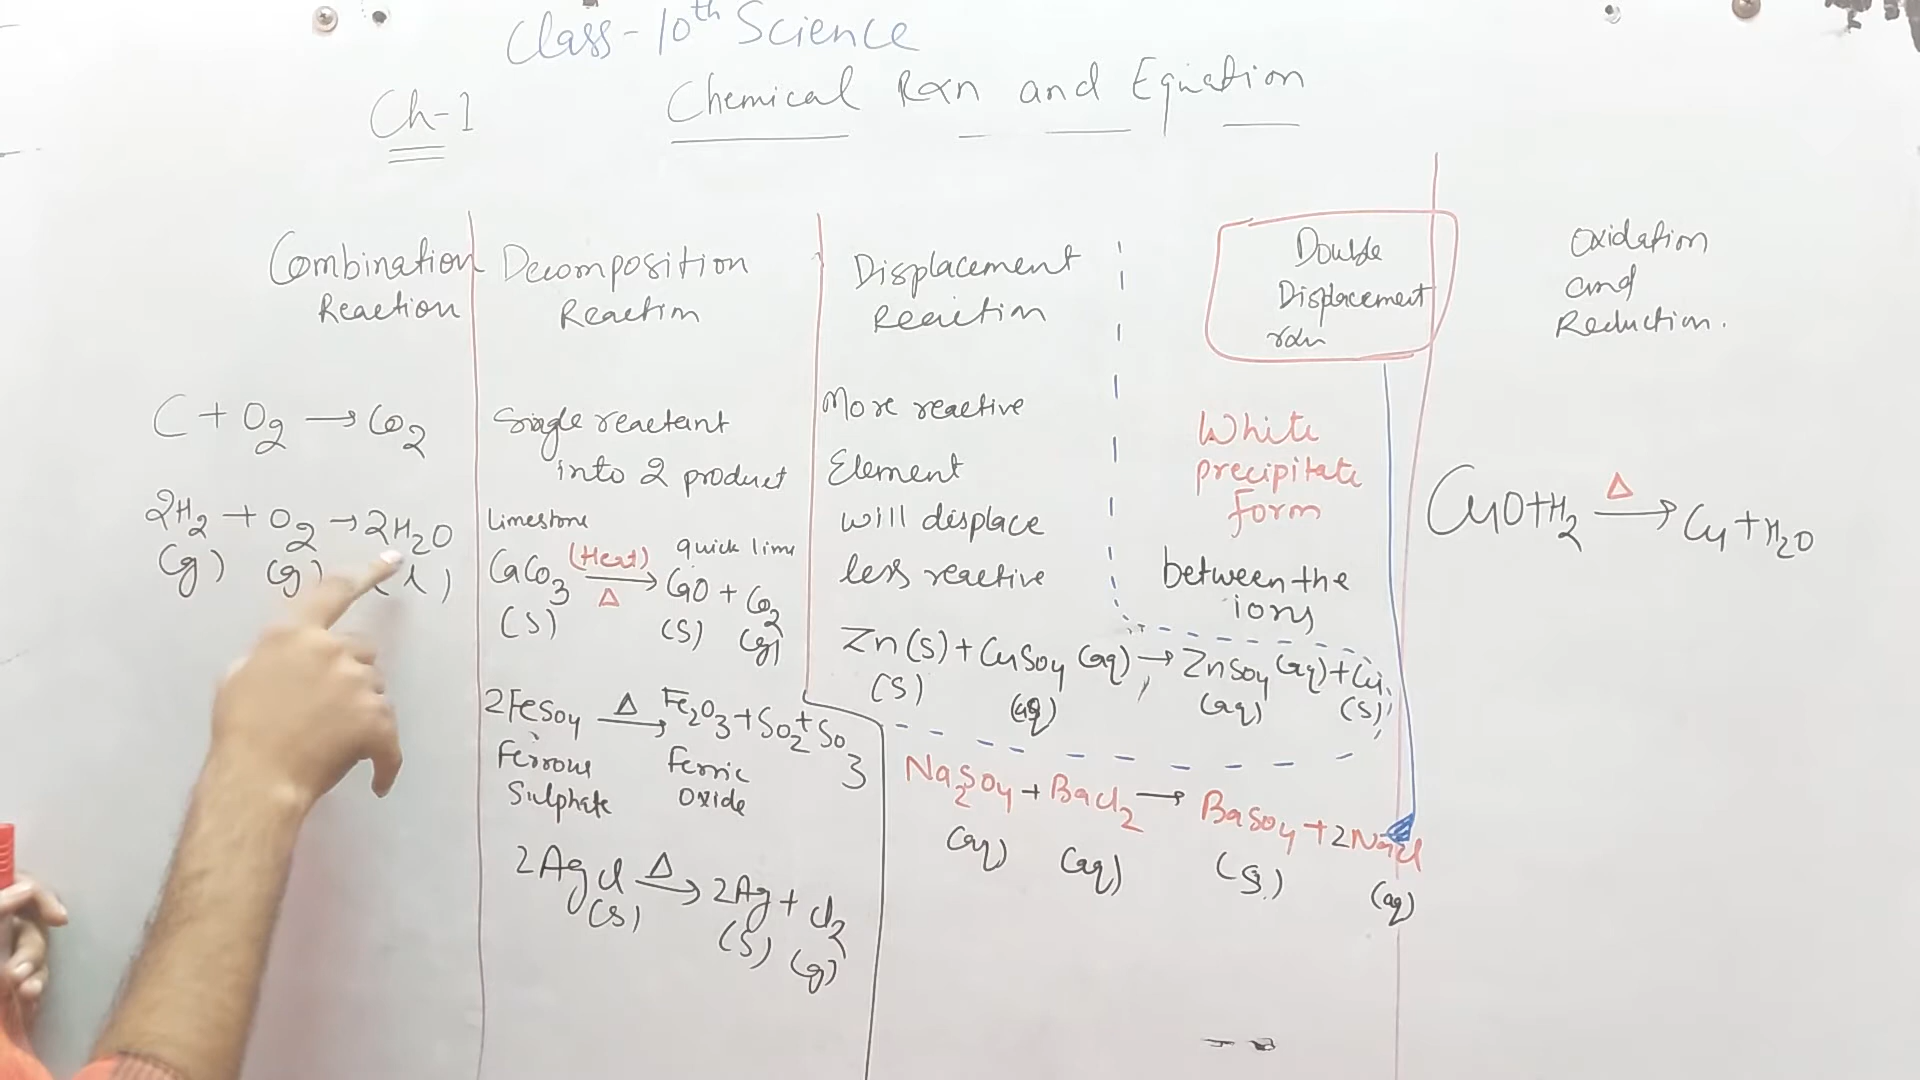 Class-10th Science
Ch-1
Chemical Rxn and Equation
Combination
Reaction
C + O2 → CO2
2H2 + O2 → 2H2O
(g) (g) (l)
Decomposition
Reaction
Single reactant
into 2 product
Limestone
(Heat) quick lime
CaCO3 → CaO + CO2
Δ
(S) (S) (g)
2FeSO4 Δ→ Fe2O3 + SO2 + SO3
Ferrous Ferric
Sulphate Oxide
2AgCl Δ→ 2Ag + Cl2
(S) (S) (g)
Displacement
Reaction
More reactive
Element
will displace
less reactive
Zn(s) + CuSO4 (aq) → ZnSO4 (aq) + Cu
(S) (aq) (aq) (S)
Double
Displacement
rxn
White
precipitate
form
between the
ions
Na2SO4 + BaCl2 → BaSO4 + 2NaCl
(aq) (aq) (S) (aq)
Oxidation
and
Reduction.
CuO + H2 Δ→ Cu + H2O